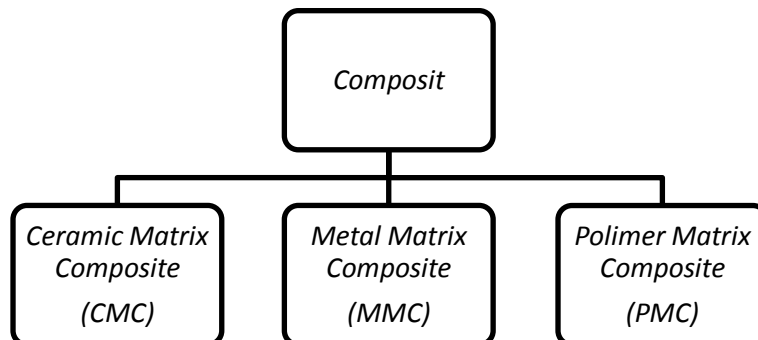 Composit
Ceramic Matrix
Composite
(CMC)
Metal Matrix
Composite
(MMC)
Polimer Matrix
Composite
(PMC)